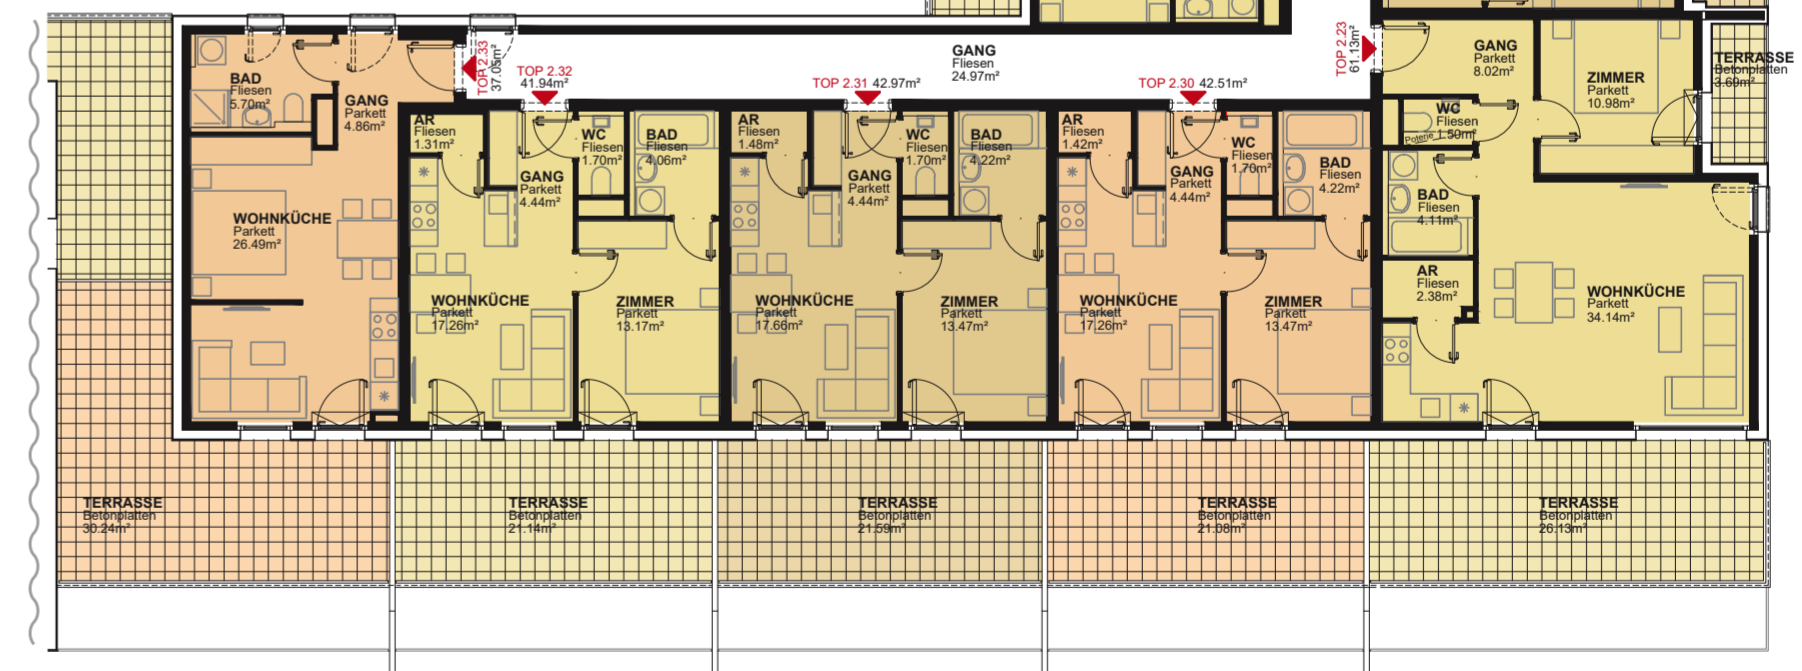 BAD
Fliesen
5.70m²
GANG
Parkett
4.86m²
WOHNKÜCHE
Parkett
26.49m²
TERRASSE
Betonplatten
30.24m²
TOP 2.33
37.05m²
TOP 2.32
41.94m²
AR
Fliesen
1.31m²
GANG
Parkett
4.44m²
WC
Fliesen
1.70m²
BAD
Fliesen
4.06m²
WOHNKÜCHE
Parkett
17.26m²
ZIMMER
Parkett
13.17m²
TERRASSE
Betonplatten
21.14m²
TOP 2.31 42.97m²
AR
Fliesen
1.48m²
GANG
Parkett
4.44m²
WC
Fliesen
1.70m²
BAD
Fliesen
4.22m²
WOHNKÜCHE
Parkett
17.66m²
ZIMMER
Parkett
13.47m²
TERRASSE
Betonplatten
21.59m²
GANG
Fliesen
24.97m²
TOP 2.30 42.51m²
AR
Fliesen
1.42m²
GANG
Parkett
4.44m²
WC
Fliesen
1.70m²
BAD
Fliesen
4.22m²
WOHNKÜCHE
Parkett
17.26m²
ZIMMER
Parkett
13.47m²
TERRASSE
Betonplatten
21.08m²
TOP 2.23
61.13m²
GANG
Parkett
8.02m²
ZIMMER
Parkett
10.98m²
TERRASSE
Betonplatten
3.69m²
WC
Fliesen
1.50m²
Poterie
BAD
Fliesen
4.11m²
AR
Fliesen
2.38m²
WOHNKÜCHE
Parkett
34.14m²
TERRASSE
Betonplatten
26.13m²